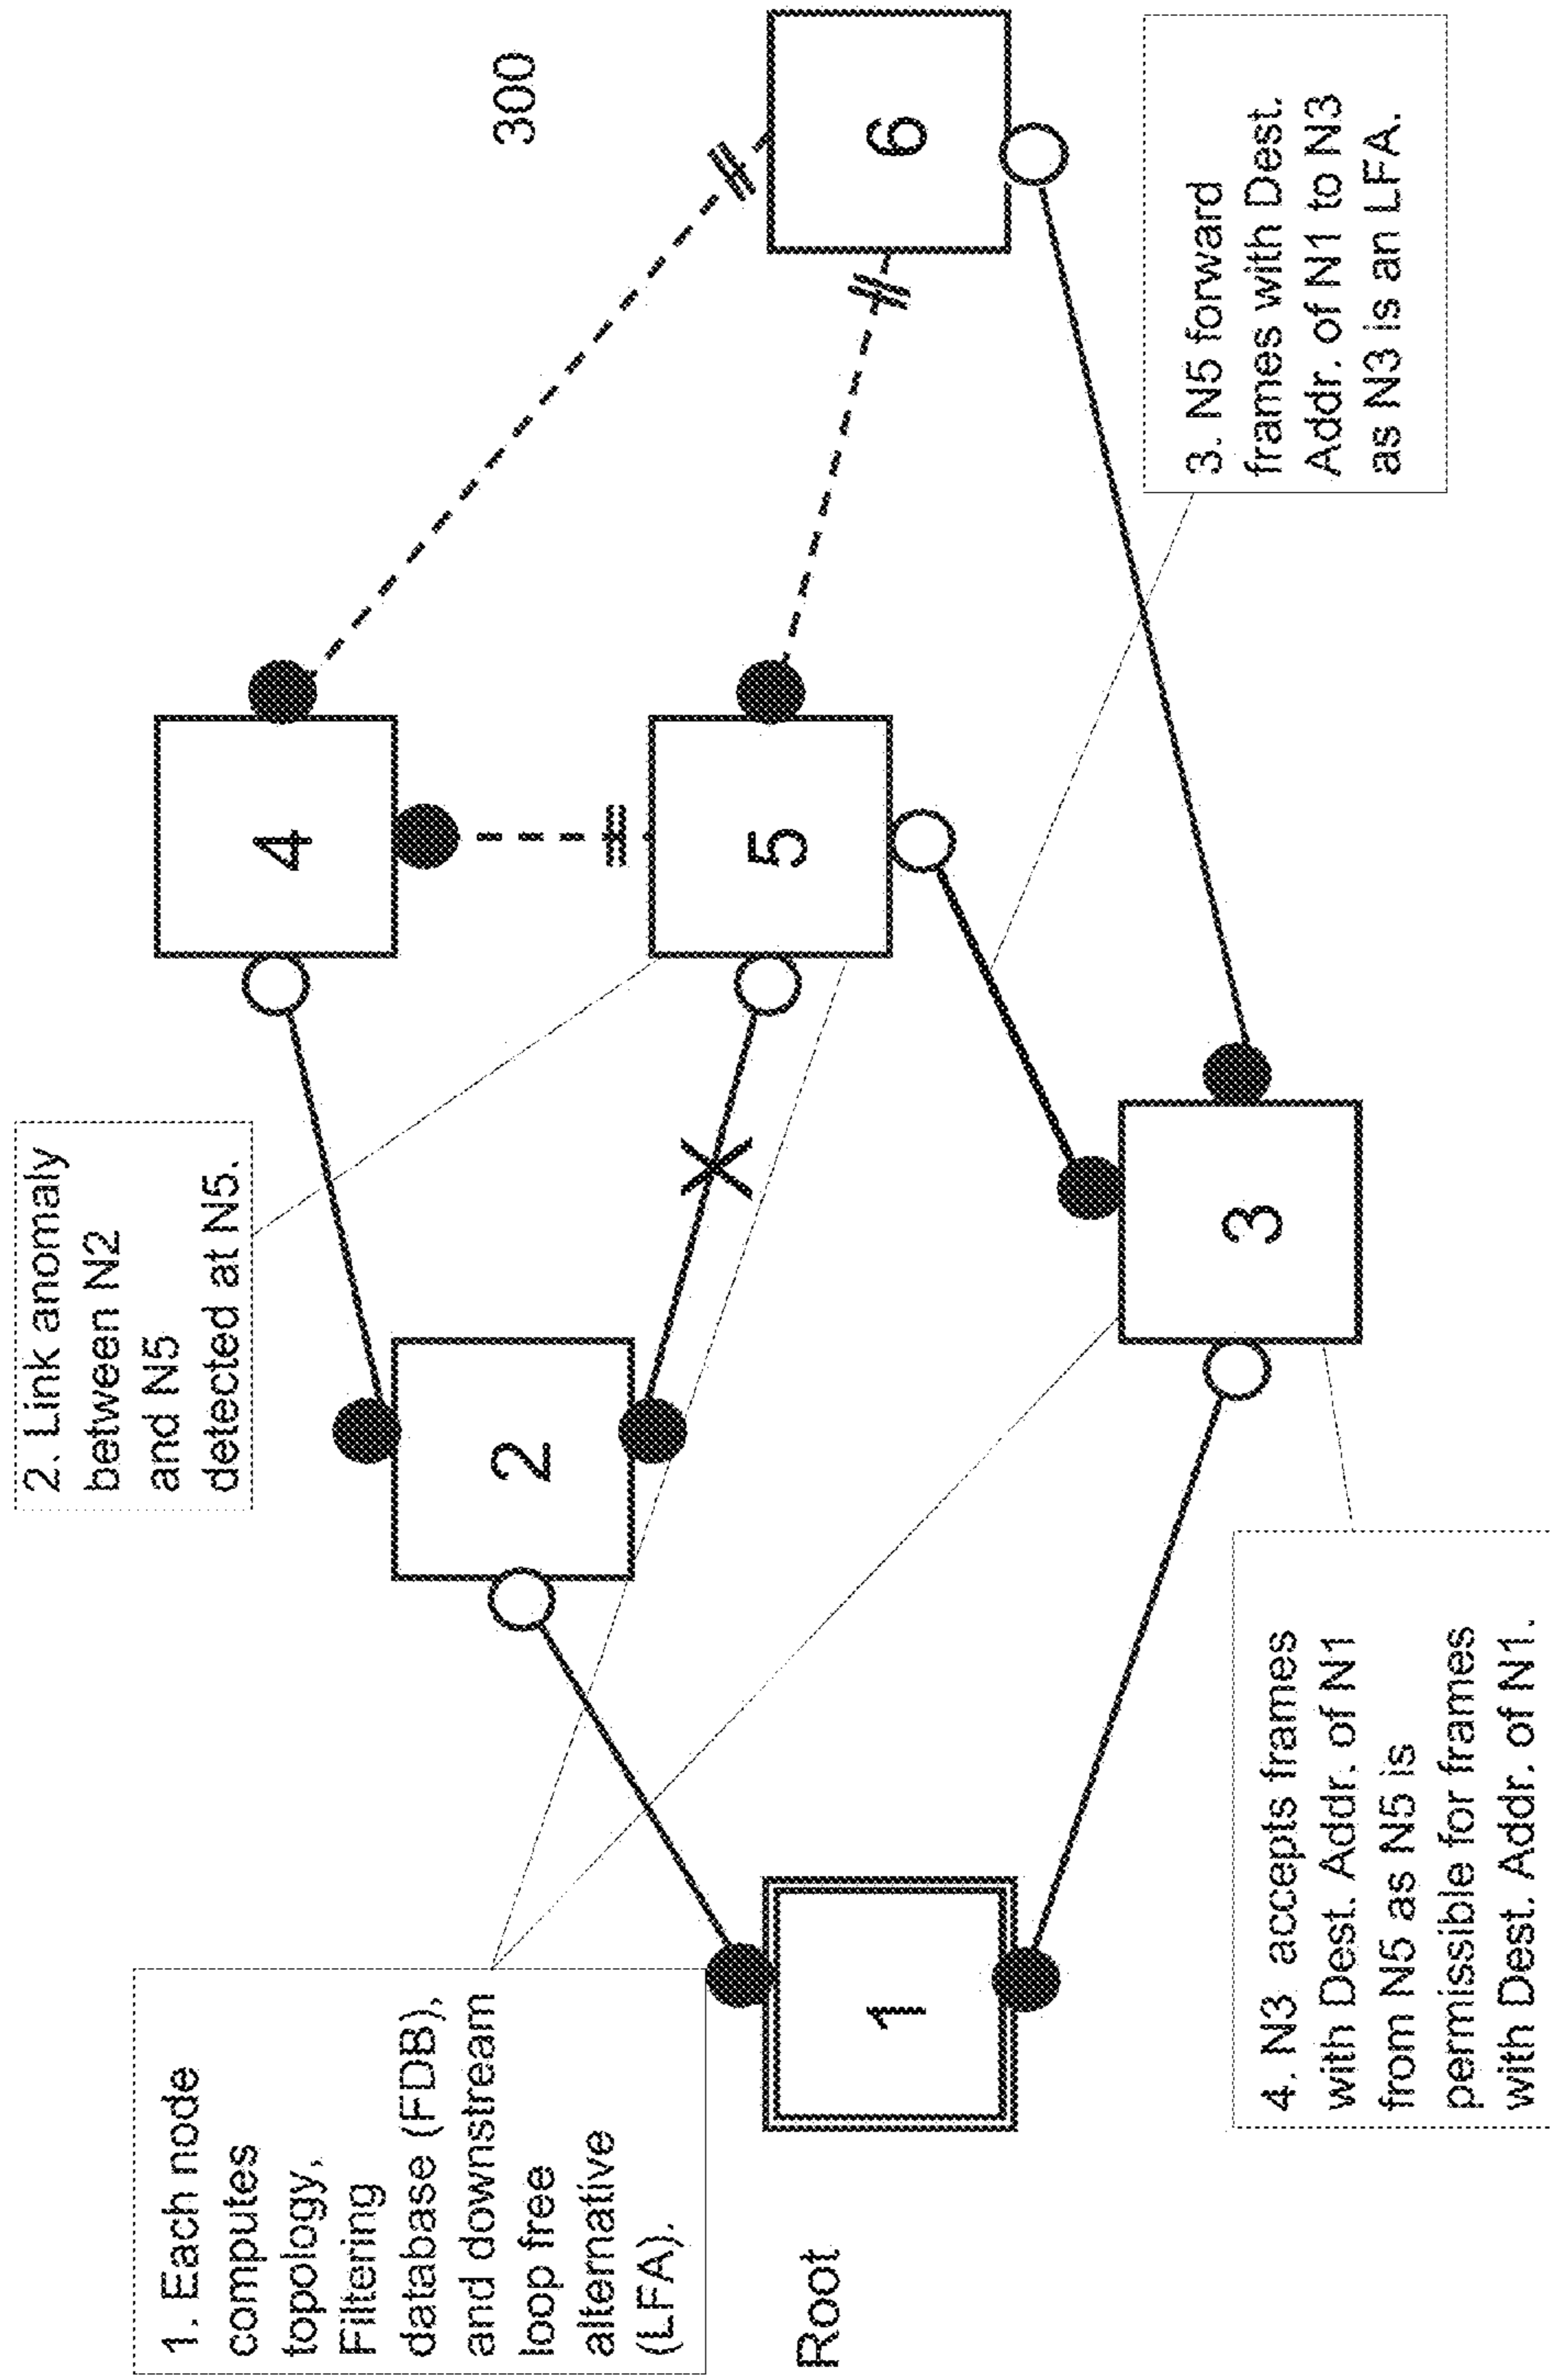 1. Each node
computes
topology,
Filtering
database (FDB),
and downstream
loop free
alternative
(LFA).
2. Link anomaly
between N2
and N5
detected at N5.
300
Root
1
2
3
4
5
6
3. N5 forward
frames with Dest.
Addr. of N1 to N3
as N3 is an LFA.
4. N3 accepts frames
with Dest. Addr. of N1
from N5 as N5 is
permissible for frames
with Dest. Addr. of N1.